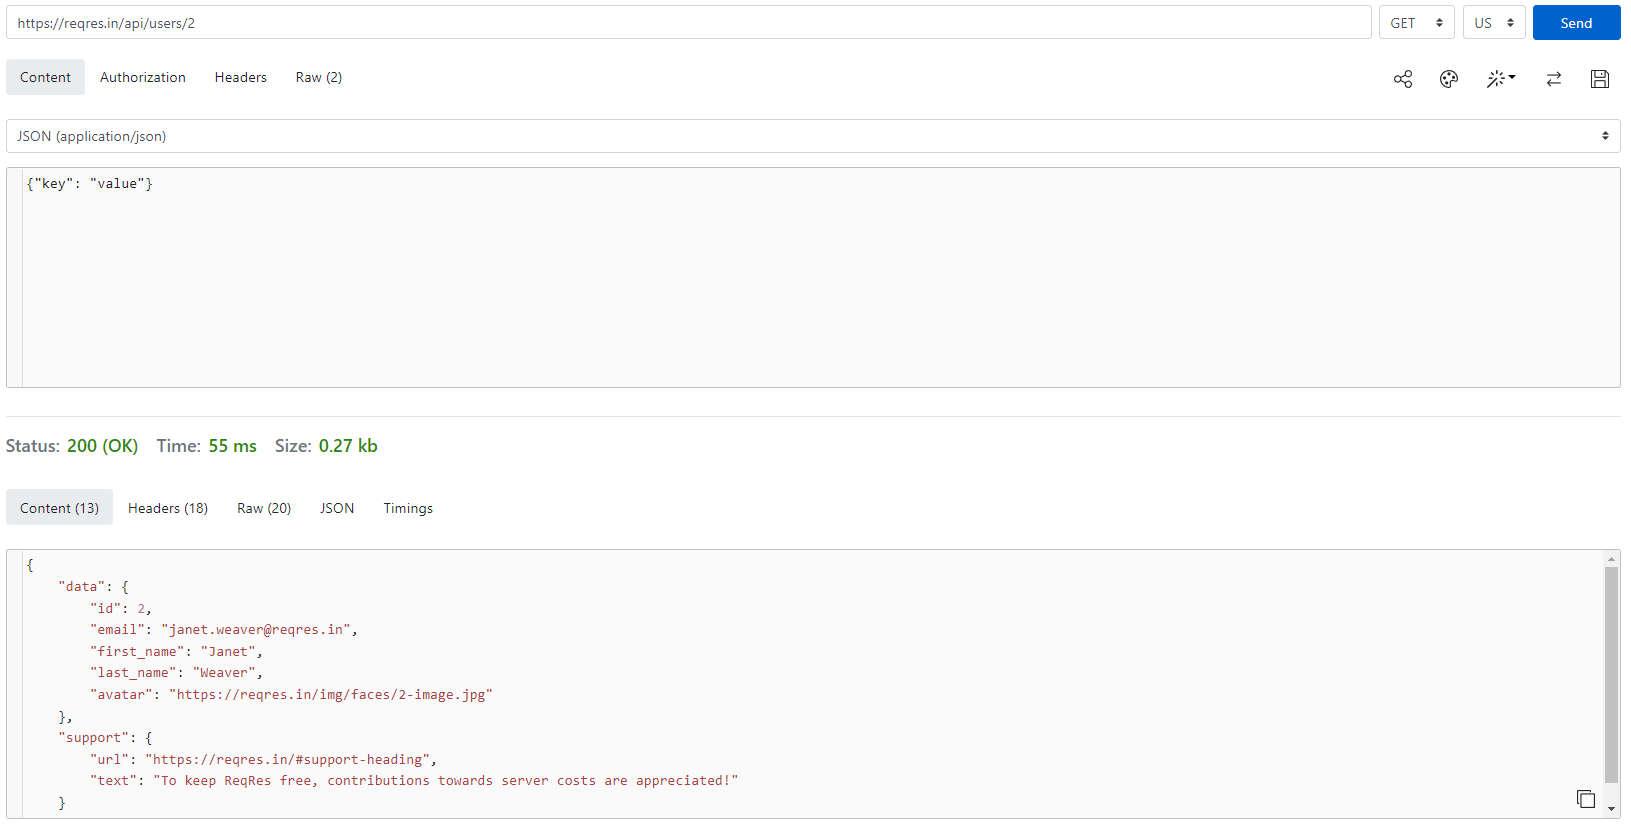 https://reqres.in/api/users/2 GET US Send
Content Authorization Headers Raw (2)
JSON (application/json)
{"key": "value"}
Status: 200 (OK) Time: 55 ms Size: 0.27 kb
Content (13) Headers (18) Raw (20) JSON Timings
{
"data": {
"id": 2,
"email": "janet.weaver@reqres.in",
"first_name": "Janet",
"last_name": "Weaver",
"avatar": "https://reqres.in/img/faces/2-image.jpg"
},
"support": {
"url": "https://reqres.in/#support-heading",
"text": "To keep ReqRes free, contributions towards server costs are appreciated!"
}